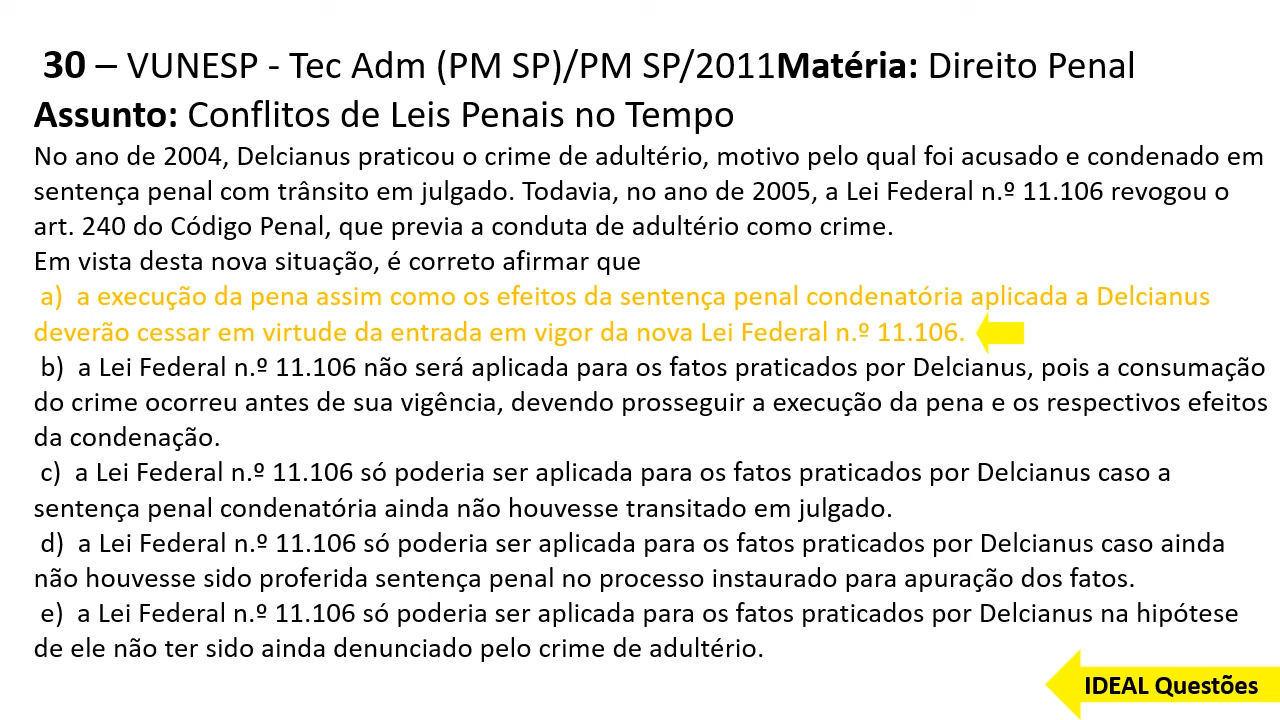 30 – VUNESP - Tec Adm (PM SP)/PM SP/2011Matéria: Direito Penal
Assunto: Conflitos de Leis Penais no Tempo
No ano de 2004, Delcianus praticou o crime de adultério, motivo pelo qual foi acusado e condenado em
sentença penal com trânsito em julgado. Todavia, no ano de 2005, a Lei Federal n.º 11.106 revogou o
art. 240 do Código Penal, que previa a conduta de adultério como crime.
Em vista desta nova situação, é correto afirmar que
a) a execução da pena assim como os efeitos da sentença penal condenatória aplicada a Delcianus
deverão cessar em virtude da entrada em vigor da nova Lei Federal n.º 11.106.
b) a Lei Federal n.º 11.106 não será aplicada para os fatos praticados por Delcianus, pois a consumação
do crime ocorreu antes de sua vigência, devendo prosseguir a execução da pena e os respectivos efeitos
da condenação.
c) a Lei Federal n.º 11.106 só poderia ser aplicada para os fatos praticados por Delcianus caso a
sentença penal condenatória ainda não houvesse transitado em julgado.
d) a Lei Federal n.º 11.106 só poderia ser aplicada para os fatos praticados por Delcianus caso ainda
não houvesse sido proferida sentença penal no processo instaurado para apuração dos fatos.
e) a Lei Federal n.º 11.106 só poderia ser aplicada para os fatos praticados por Delcianus na hipótese
de ele não ter sido ainda denunciado pelo crime de adultério.
IDEAL Questões